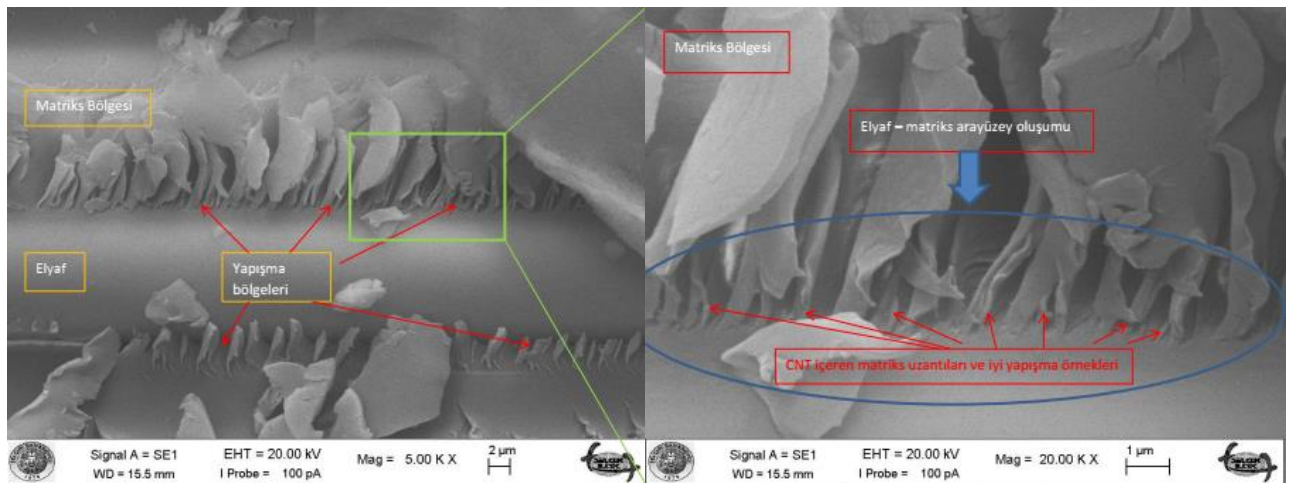 Matriks Bölgesi
Elyaf
Yapışma
bölgeleri
Signal A = SE1
WD = 15.5 mm
EHT = 20.00 kV
I Probe = 100 pA
Mag = 5.00 K X
2 µm
Matriks Bölgesi
Elyaf – matriks arayüzey oluşumu
CNT içeren matriks uzantıları ve iyi yapışma örnekleri
Signal A = SE1
WD = 15.5 mm
EHT = 20.00 kV
I Probe = 100 pA
Mag = 20.00 K X
1 µm